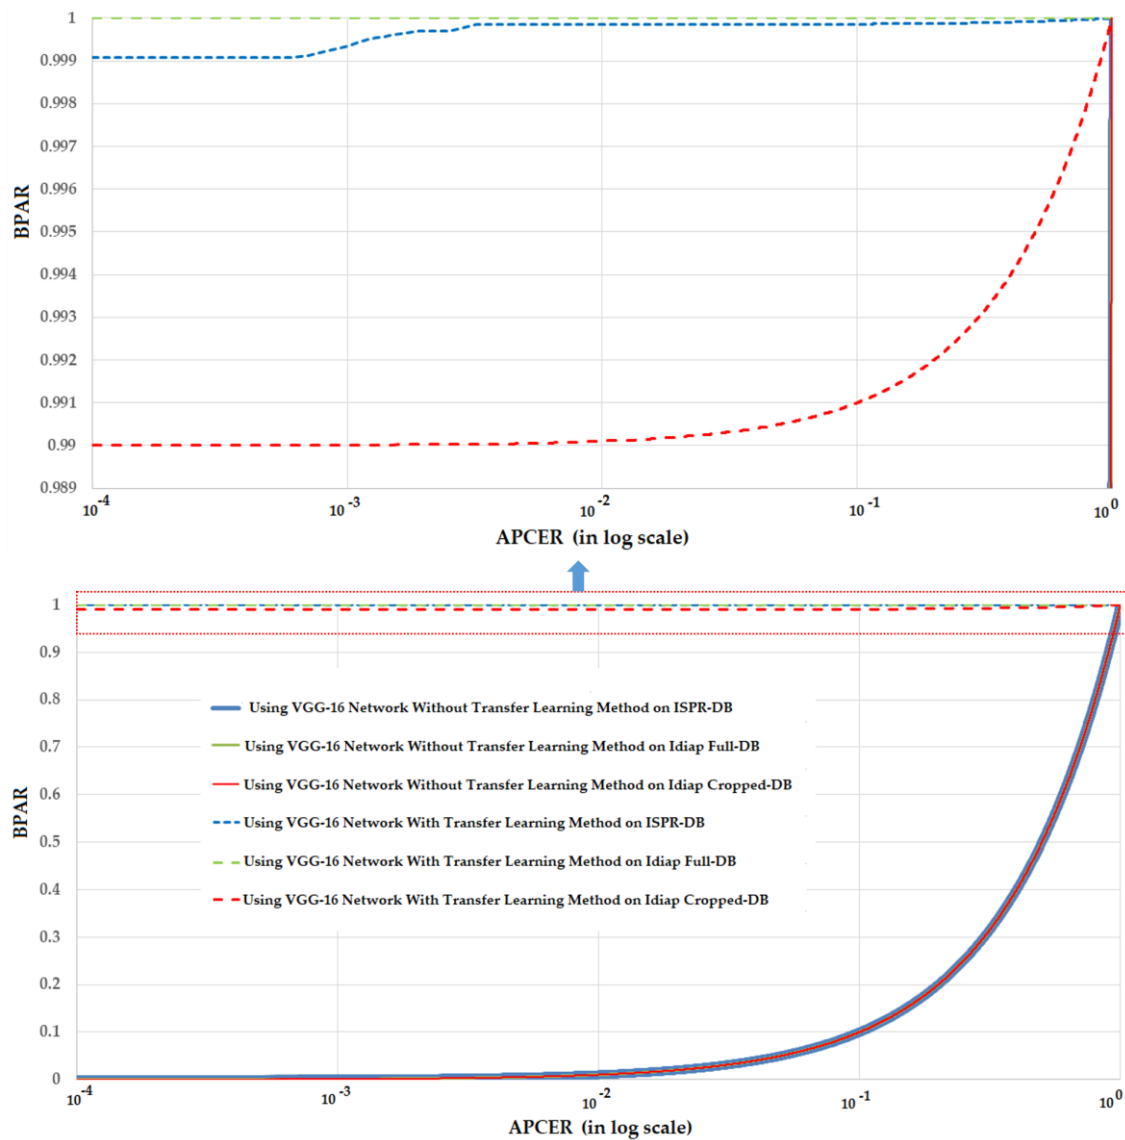 1
0.999
0.998
0.997
0.996
0.995
0.994
0.993
0.992
0.991
0.99
0.989
BPAR
10^-4 10^-3 10^-2 10^-1 10^0
APCER (in log scale)
1
0.9
0.8
0.7
0.6
0.5
0.4
0.3
0.2
0.1
0
BPAR
Using VGG-16 Network Without Transfer Learning Method on ISPR-DB
Using VGG-16 Network Without Transfer Learning Method on Idiap Full-DB
Using VGG-16 Network Without Transfer Learning Method on Idiap Cropped-DB
Using VGG-16 Network With Transfer Learning Method on ISPR-DB
Using VGG-16 Network With Transfer Learning Method on Idiap Full-DB
Using VGG-16 Network With Transfer Learning Method on Idiap Cropped-DB
10^-4 10^-3 10^-2 10^-1 10^0
APCER (in log scale)